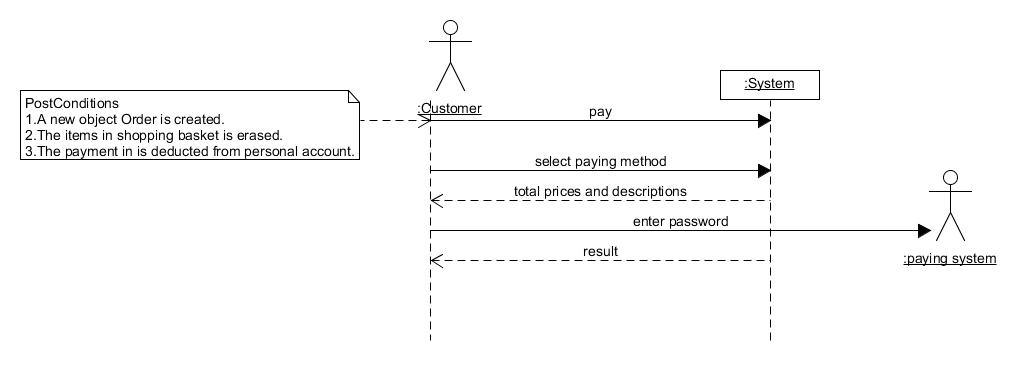 :Customer
:System
PostConditions
1.A new object Order is created.
2.The items in shopping basket is erased.
3.The payment in is deducted from personal account.
pay
select paying method
total prices and descriptions
enter password
result
:paying system